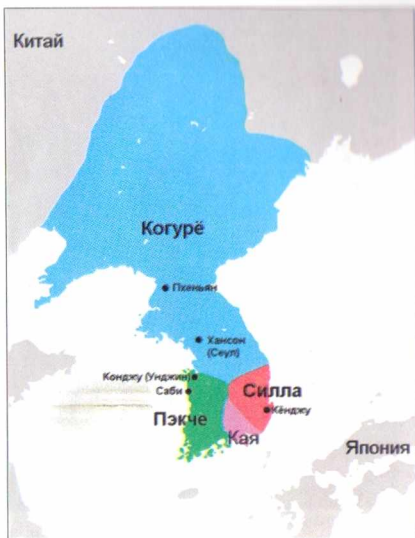 Китай
Когурё
Пхеньян
Хансон
(Сеул)
Конджу (Унджин)
Саби
Силла
Пэкче
Кёнджу
Кая
Япония